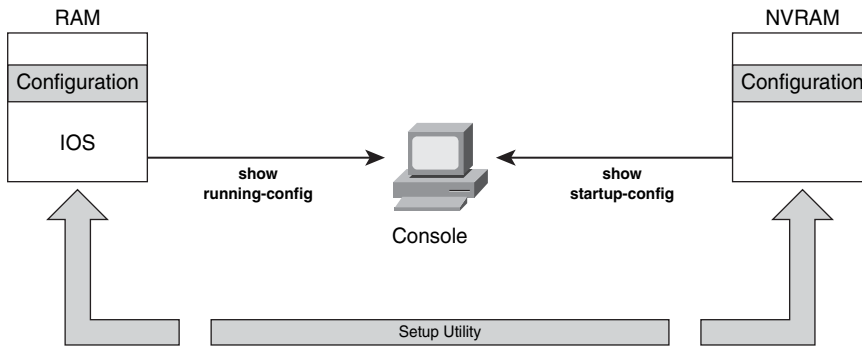 RAM
NVRAM
Configuration
Configuration
IOS
show
running-config
show
startup-config
Console
Setup Utility